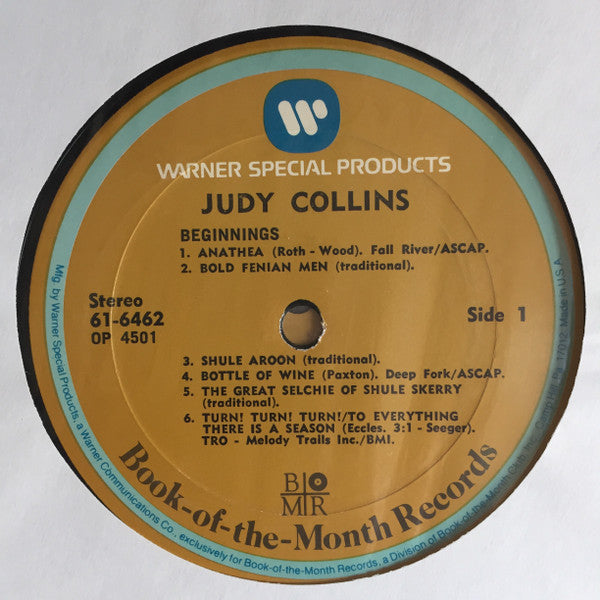 WARNER SPECIAL PRODUCTS
JUDY COLLINS
BEGINNINGS
1. ANATHEA (Roth - Wood). Fall River/ASCAP.
2. BOLD FENIAN MEN (traditional).
Stereo
61-6462
OP 4501
Side 1
3. SHULE AROON (traditional).
4. BOTTLE OF WINE (Paxton). Deep Fork/ASCAP.
5. THE GREAT SELCHIE OF SHULE SKERRY
(traditional).
6. TURN! TURN! TURN!/TO EVERYTHING
THERE IS A SEASON (Eccles. 3:1 - Seeger).
TRO - Melody Trails Inc./BMI.
B O
M R
Book-of-the-Month Records
Mfg. by Warner Special Products, a Warner Communications Co., exclusively for Book-of-the-Month Records, a Division of Book-of-the-Month Club, Inc., Camp Hill, Pa. 17012 Made in U.S.A.